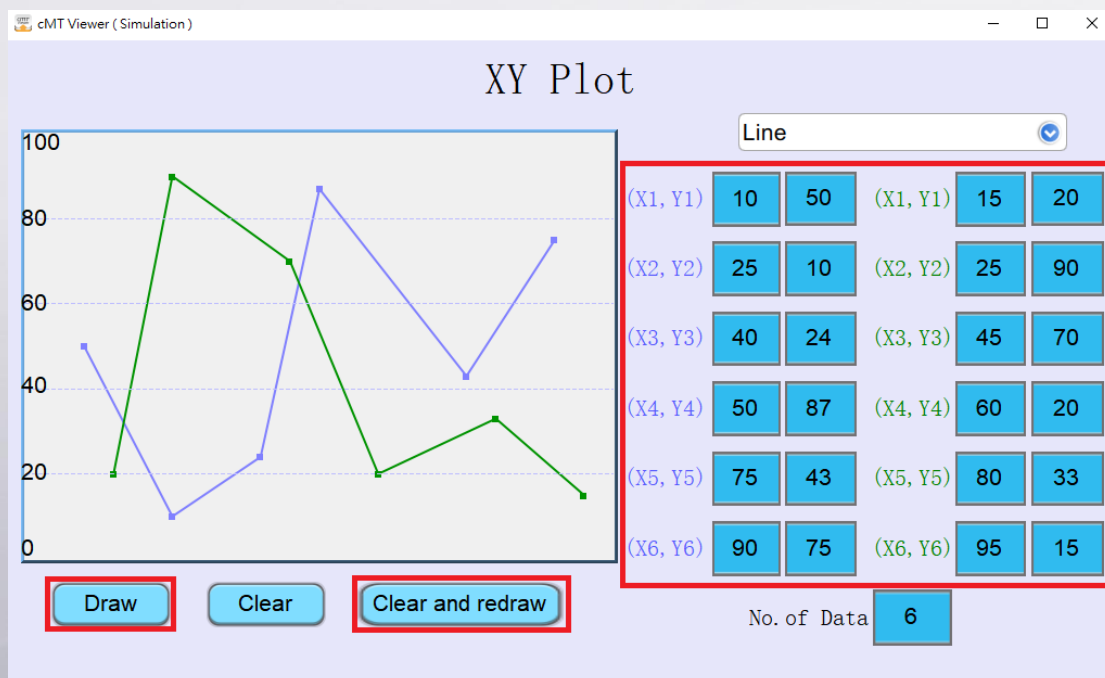 cMT Viewer ( Simulation )
XY Plot
Line
100
80
60
40
20
0
(X1, Y1) 10 50 (X1, Y1) 15 20
(X2, Y2) 25 10 (X2, Y2) 25 90
(X3, Y3) 40 24 (X3, Y3) 45 70
(X4, Y4) 50 87 (X4, Y4) 60 20
(X5, Y5) 75 43 (X5, Y5) 80 33
(X6, Y6) 90 75 (X6, Y6) 95 15
Draw Clear Clear and redraw
No. of Data 6